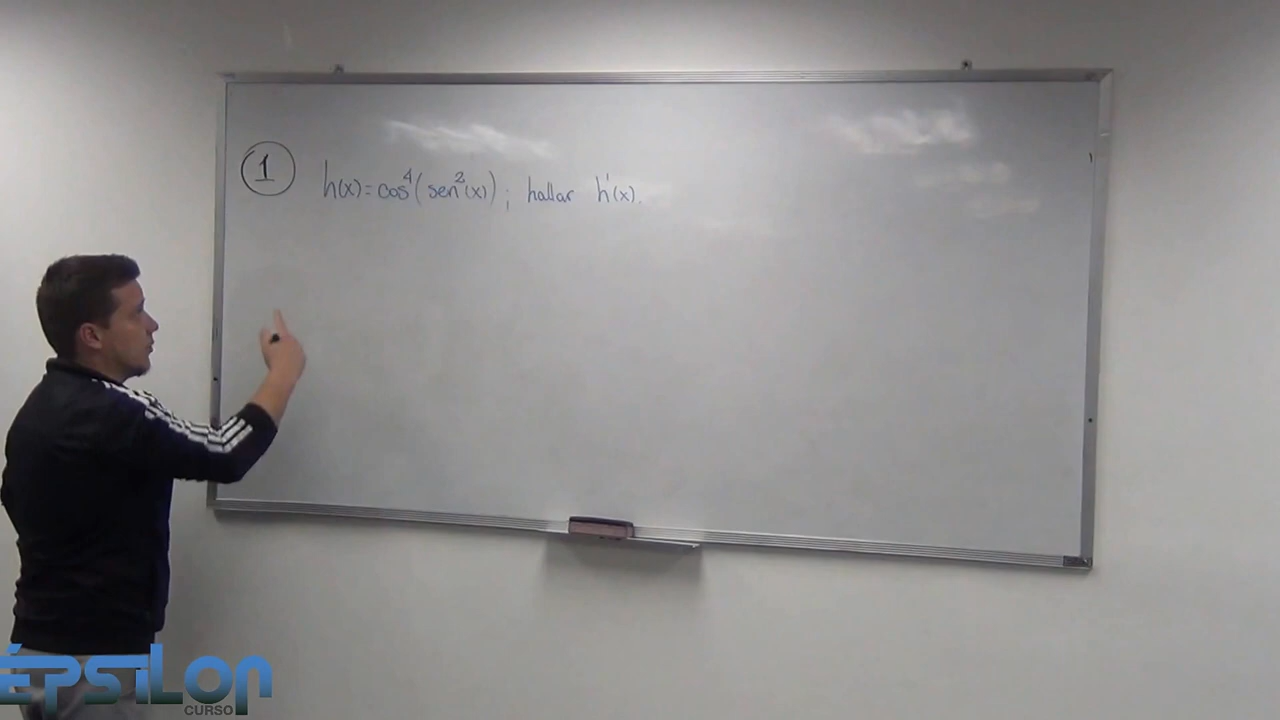 1 h(x) = cos⁴(sen²(x)); hallar h'(x).
ÉPSILON
CURSO